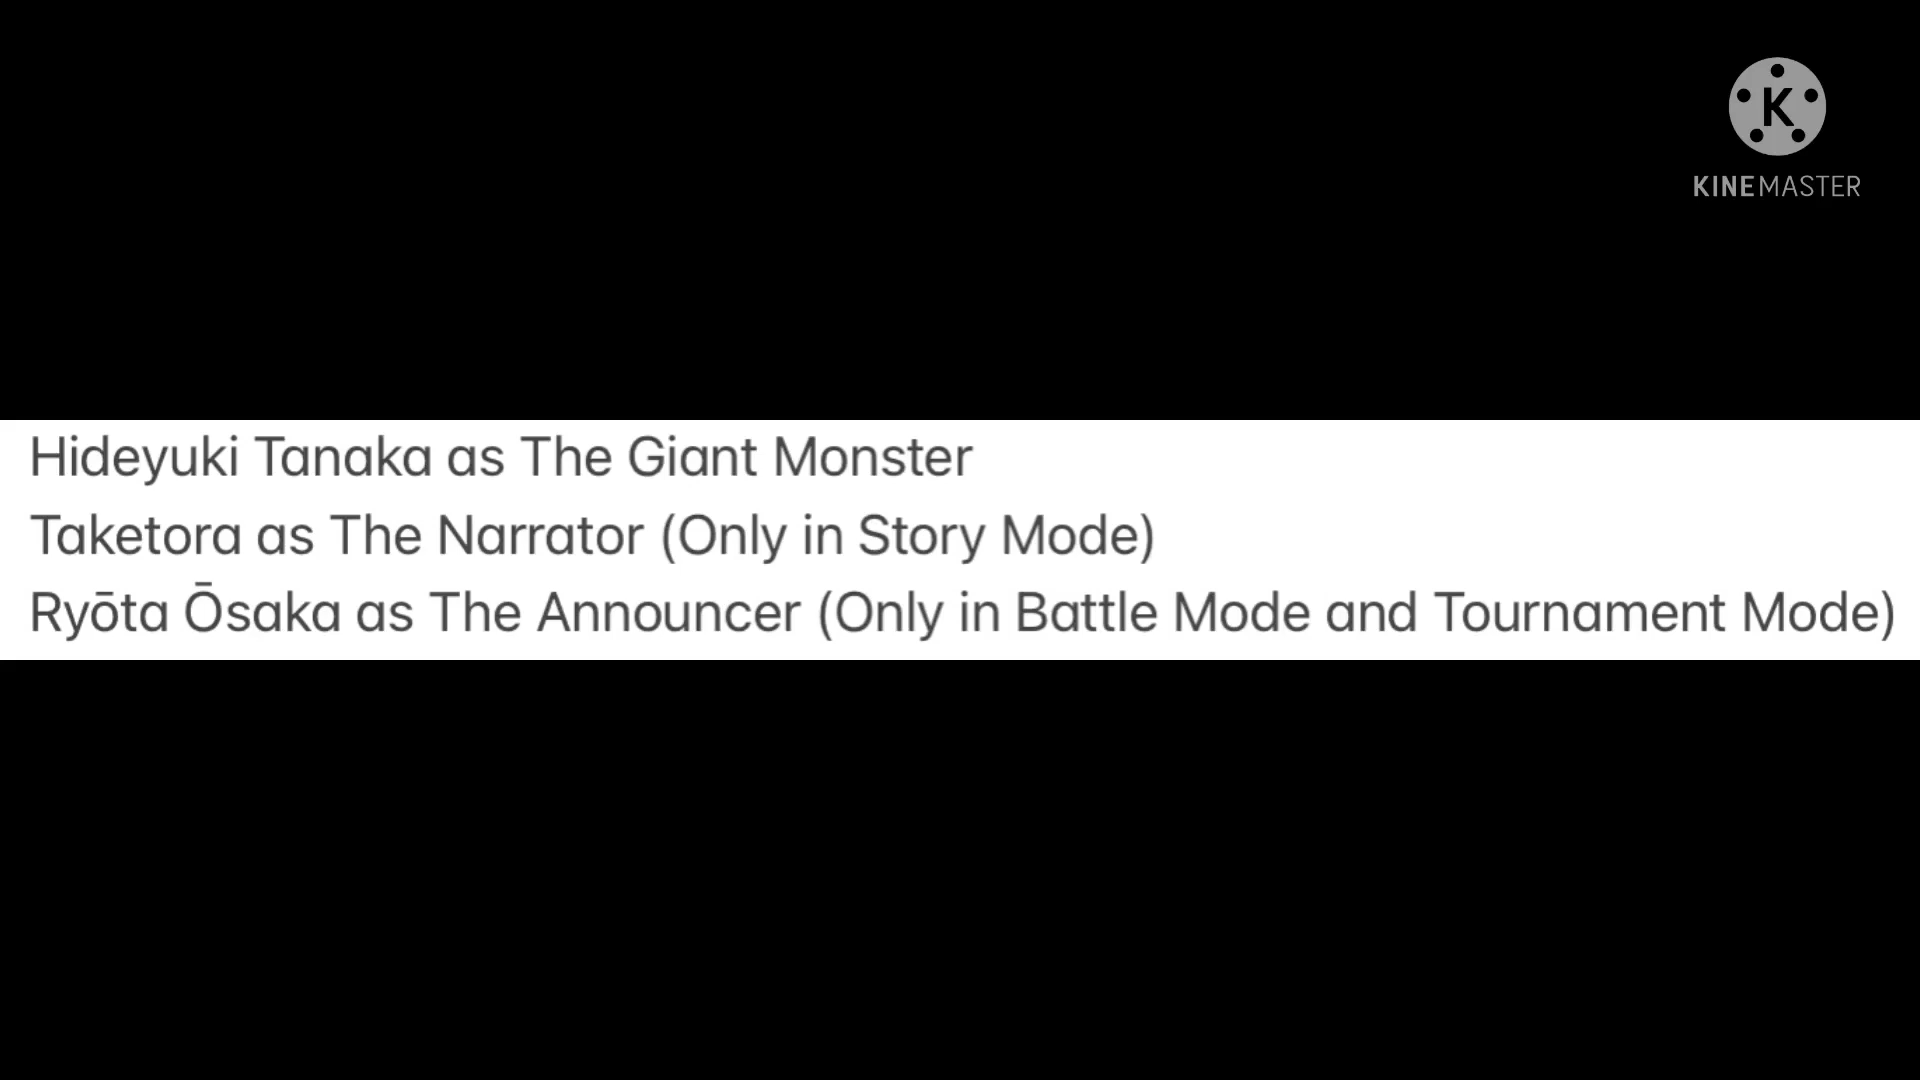 K
KINEMASTER
Hideyuki Tanaka as The Giant Monster
Taketora as The Narrator (Only in Story Mode)
Ryōta Ōsaka as The Announcer (Only in Battle Mode and Tournament Mode)